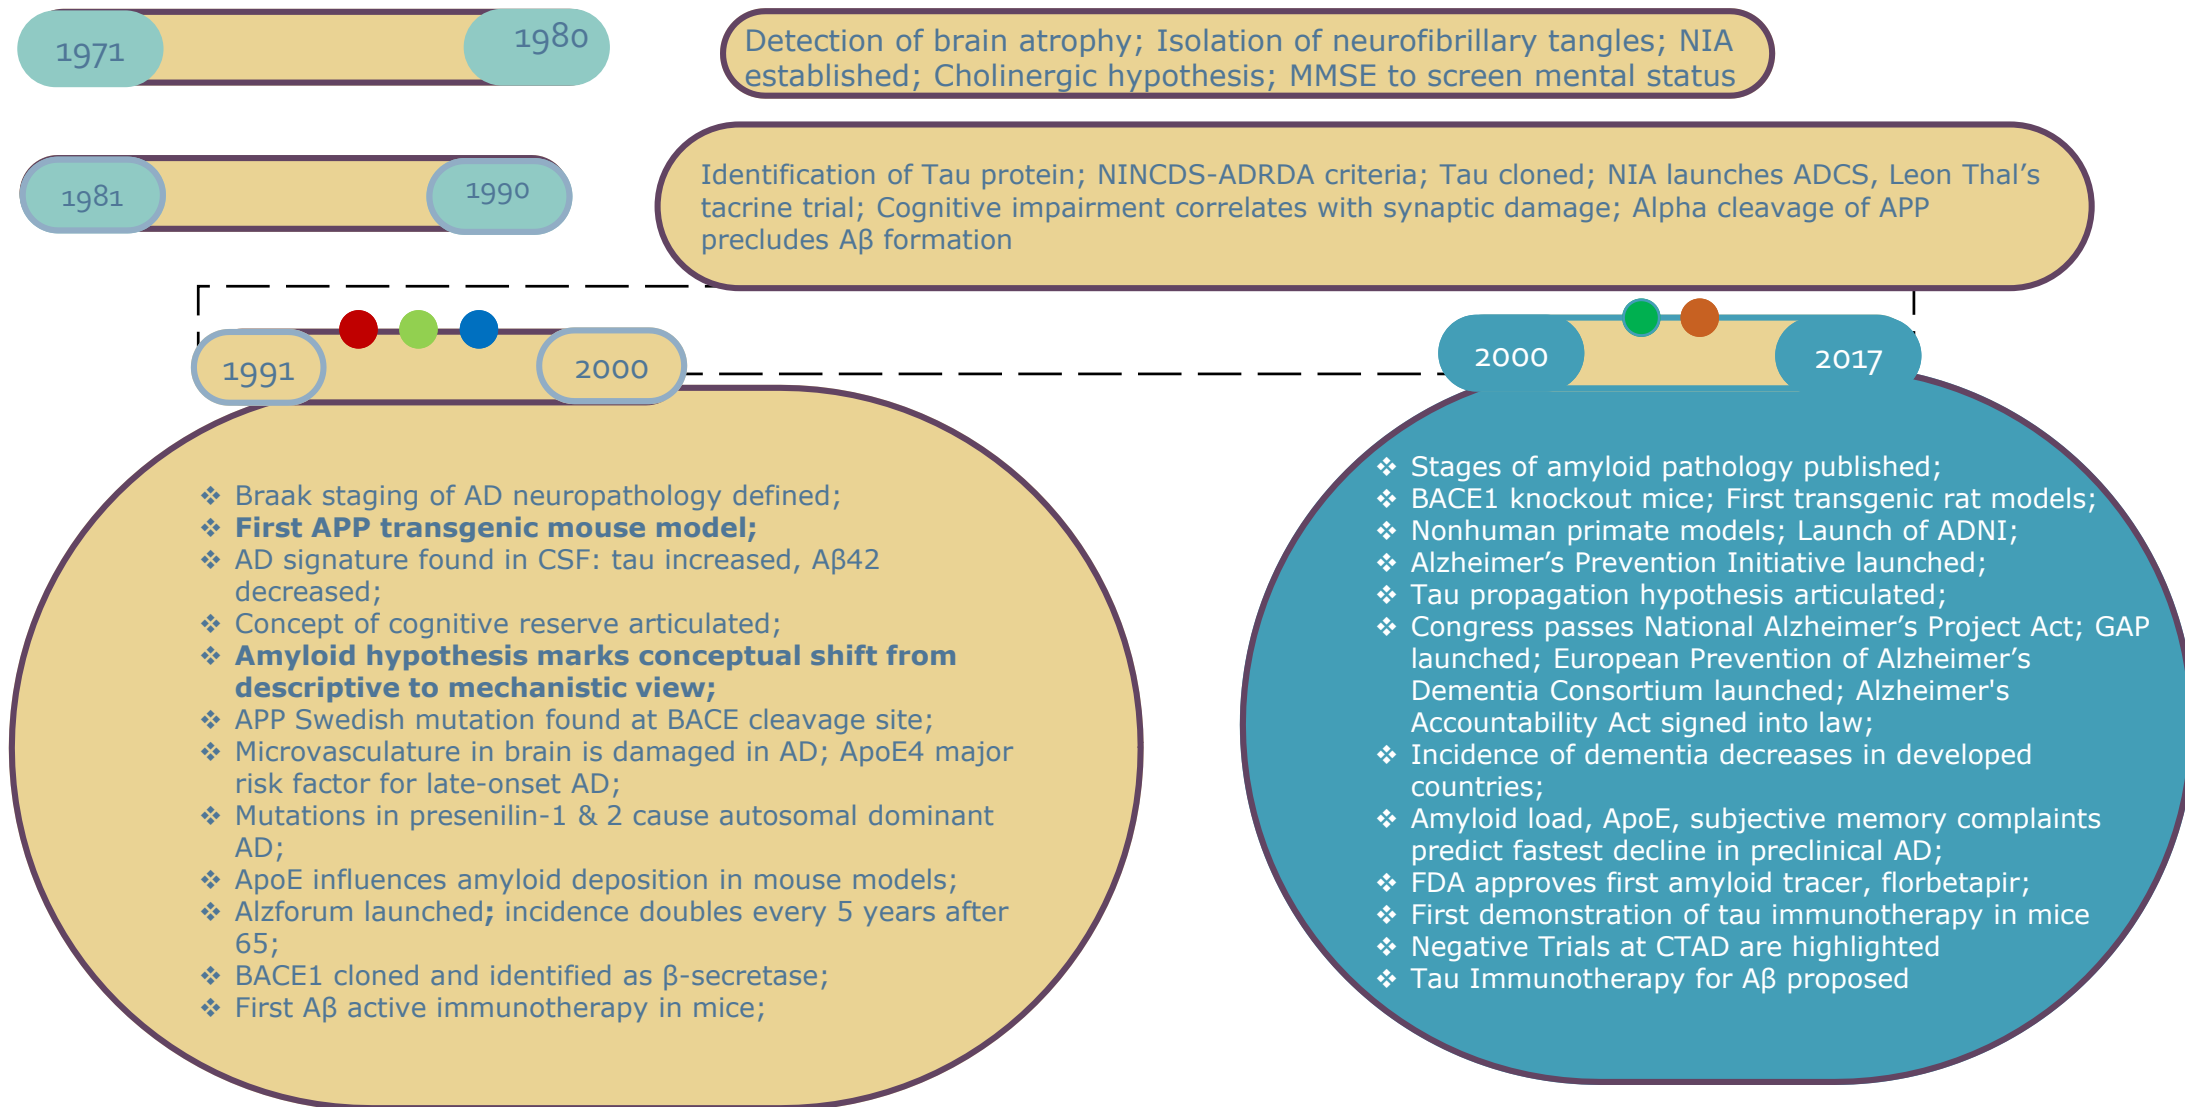 1971
1980
Detection of brain atrophy; Isolation of neurofibrillary tangles; NIA
established; Cholinergic hypothesis; MMSE to screen mental status
1981
1990
Identification of Tau protein; NINCDS-ADRDA criteria; Tau cloned; NIA launches ADCS, Leon Thal’s
tacrine trial; Cognitive impairment correlates with synaptic damage; Alpha cleavage of APP
precludes Aβ formation
1991
2000
❖ Braak staging of AD neuropathology defined;
❖ First APP transgenic mouse model;
❖ AD signature found in CSF: tau increased, Aβ42
decreased;
❖ Concept of cognitive reserve articulated;
❖ Amyloid hypothesis marks conceptual shift from
descriptive to mechanistic view;
❖ APP Swedish mutation found at BACE cleavage site;
❖ Microvasculature in brain is damaged in AD; ApoE4 major
risk factor for late-onset AD;
❖ Mutations in presenilin-1 & 2 cause autosomal dominant
AD;
❖ ApoE influences amyloid deposition in mouse models;
❖ Alzforum launched; incidence doubles every 5 years after
65;
❖ BACE1 cloned and identified as β-secretase;
❖ First Aβ active immunotherapy in mice;
2000
2017
❖ Stages of amyloid pathology published;
❖ BACE1 knockout mice; First transgenic rat models;
❖ Nonhuman primate models; Launch of ADNI;
❖ Alzheimer’s Prevention Initiative launched;
❖ Tau propagation hypothesis articulated;
❖ Congress passes National Alzheimer’s Project Act; GAP
launched; European Prevention of Alzheimer’s
Dementia Consortium launched; Alzheimer's
Accountability Act signed into law;
❖ Incidence of dementia decreases in developed
countries;
❖ Amyloid load, ApoE, subjective memory complaints
predict fastest decline in preclinical AD;
❖ FDA approves first amyloid tracer, florbetapir;
❖ First demonstration of tau immunotherapy in mice
❖ Negative Trials at CTAD are highlighted
❖ Tau Immunotherapy for Aβ proposed